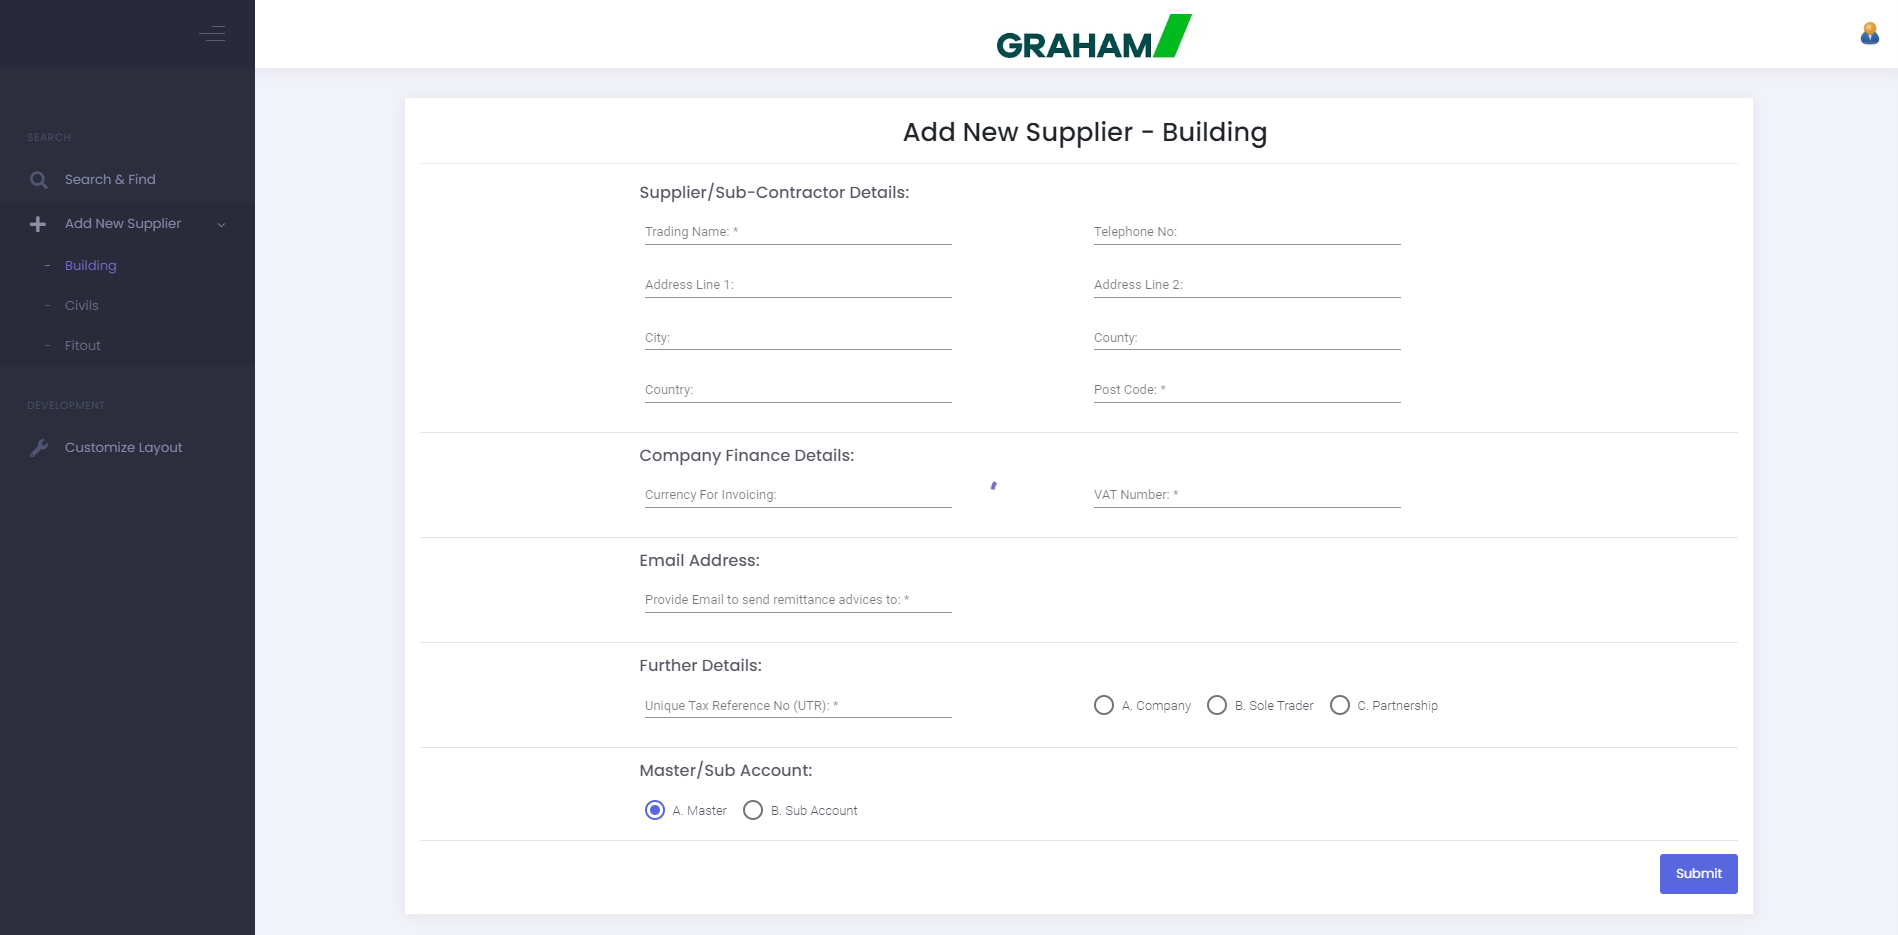 GRAHAM
SEARCH
Search & Find
Add New Supplier
- Building
- Civils
- Fitout
DEVELOPMENT
Customize Layout
Add New Supplier - Building
Supplier/Sub-Contractor Details:
Trading Name: * Telephone No:
Address Line 1: Address Line 2:
City: County:
Country: Post Code: *
Company Finance Details:
Currency For Invoicing: VAT Number: *
Email Address:
Provide Email to send remittance advices to: *
Further Details:
Unique Tax Reference No (UTR): * A. Company B. Sole Trader C. Partnership
Master/Sub Account:
A. Master B. Sub Account
Submit